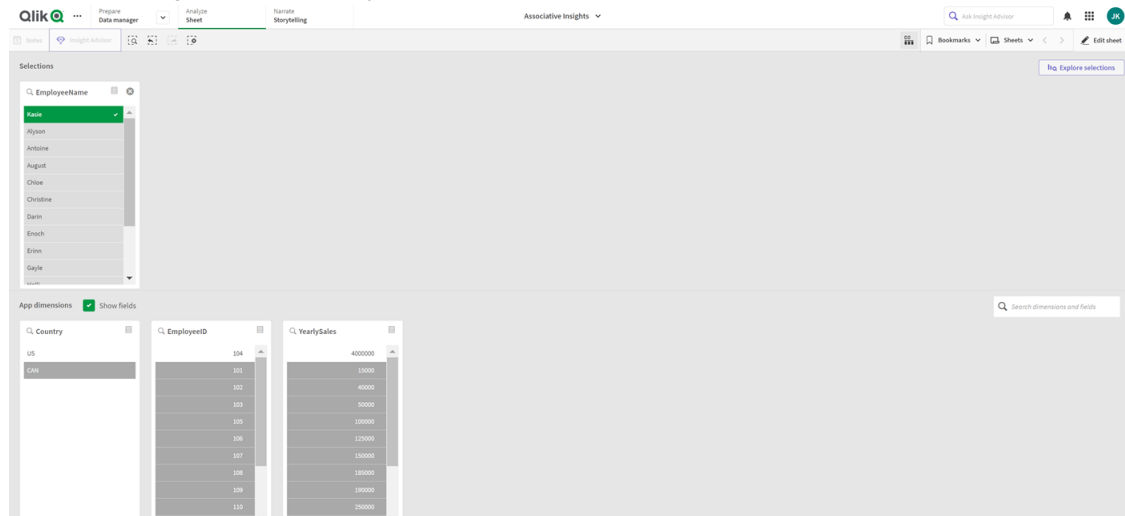 Qlik
Prepare
Data manager
Analyze
Sheet
Narrate
Storytelling
Associative Insights
Ask Insight Advisor
JK
Notes
Insight Advisor
Bookmarks
Sheets
Edit sheet
Selections
Explore selections
EmployeeName
Kasie
Alyson
Antoine
August
Chloe
Christine
Darin
Enoch
Erinn
Gayle
App dimensions
Show fields
Search dimensions and fields
Country
US
CAN
EmployeeID
104
101
102
103
105
106
107
108
109
110
YearlySales
4000000
15000
40000
50000
100000
125000
150000
185000
190000
250000